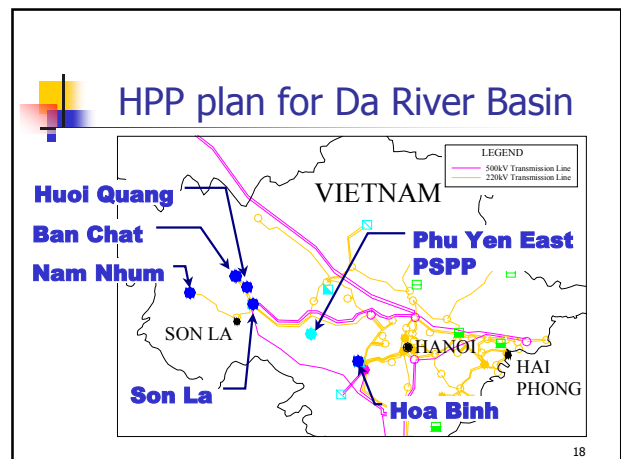 HPP plan for Da River Basin
LEGEND
500kV Transmission Line
220kV Transmission Line
VIETNAM
Huoi Quang
Ban Chat
Nam Nhum
Phu Yen East
PSPP
SON LA
HANOI
HAI
PHONG
Son La
Hoa Binh
18